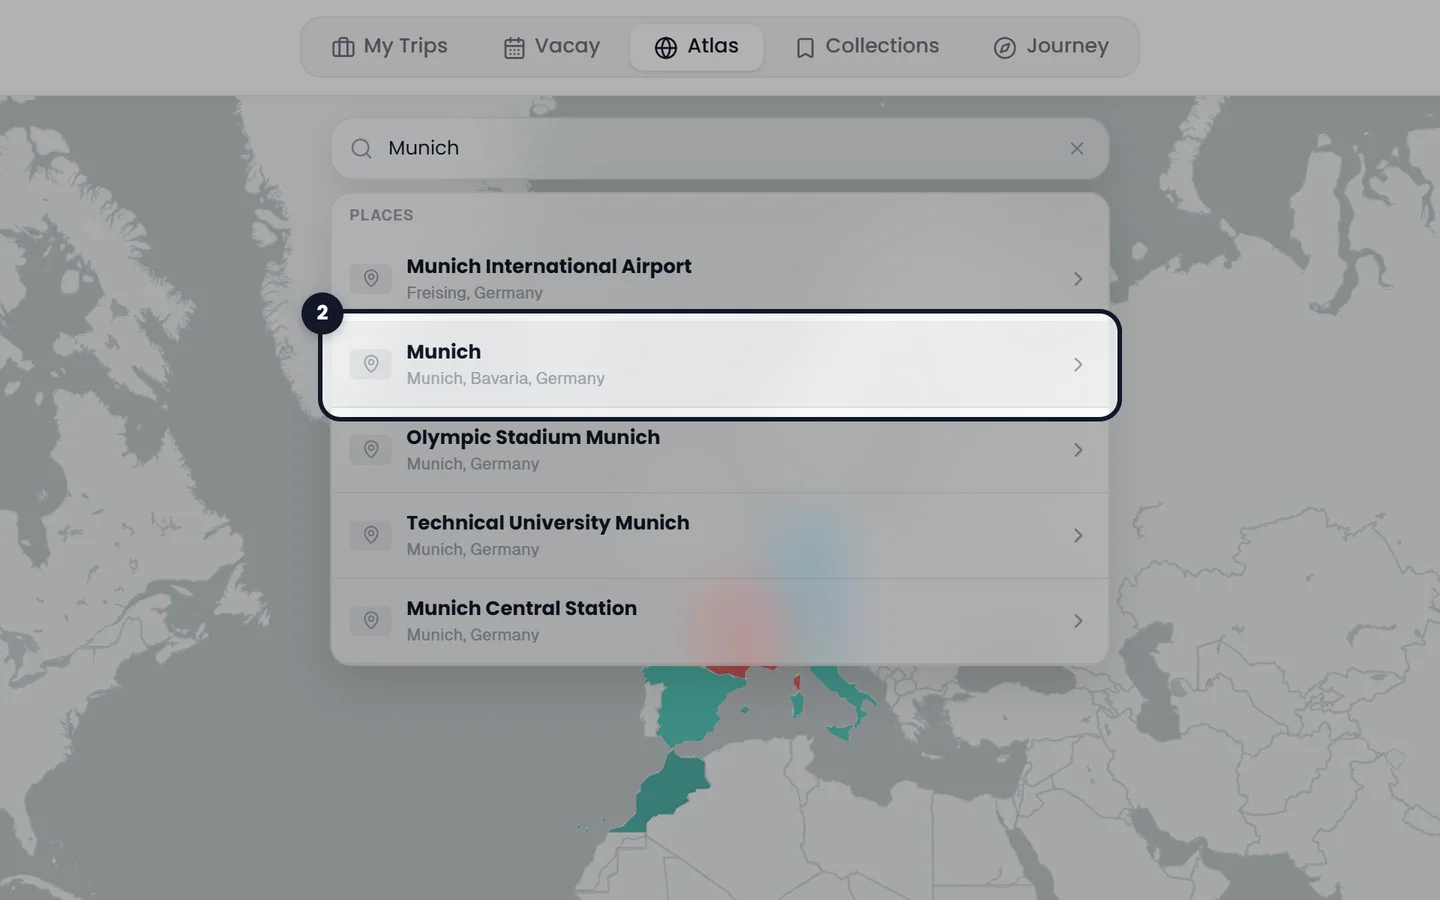 My Trips
Vacay
Atlas
Collections
Journey
Munich
PLACES
Munich International Airport
Freising, Germany
2
Munich
Munich, Bavaria, Germany
Olympic Stadium Munich
Munich, Germany
Technical University Munich
Munich, Germany
Munich Central Station
Munich, Germany